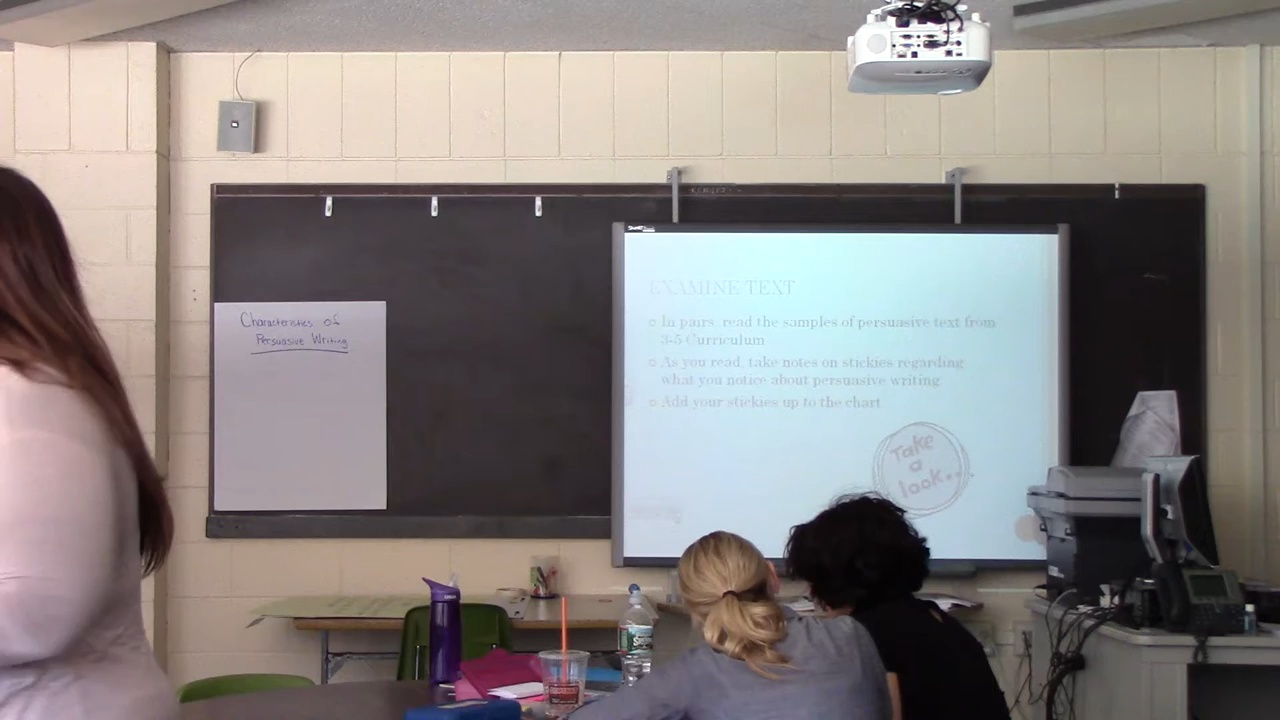 Characteristics of
Persuasive Writing
EXAMINE TEXT
In pairs, read the samples of persuasive text from
3-5 Curriculum
As you read, take notes on stickies regarding
what you notice about persuasive writing
Add your stickies up to the chart
Take
a
look...